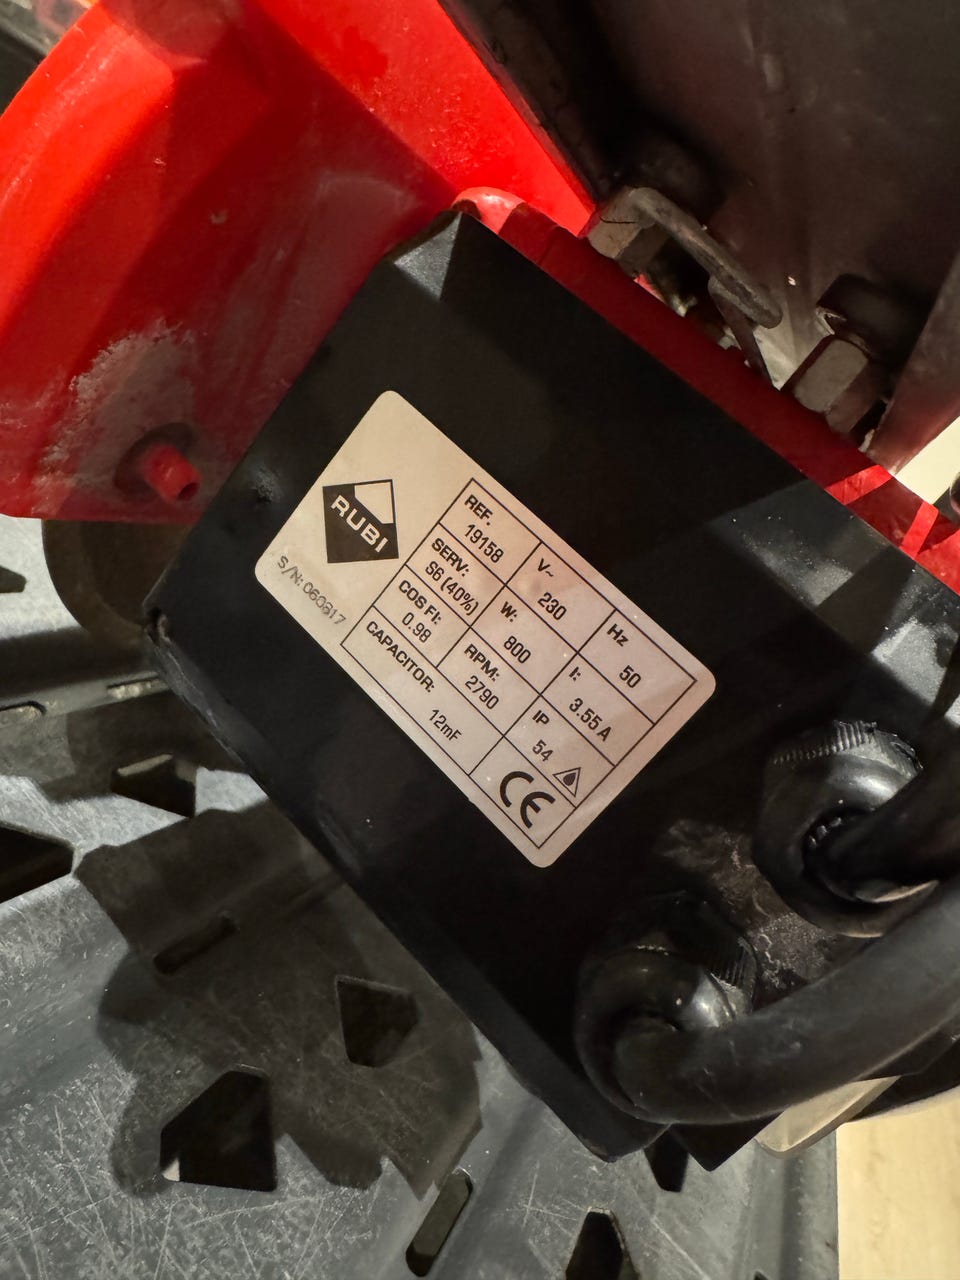 RUBI
S/N: 060817
REF.
19158
V~
230
Hz
50
SERV:
S6 (40%)
W:
800
I:
3.55 A
COS FI:
0.98
RPM:
2790
IP
54
CAPACITOR:
12mF
CE